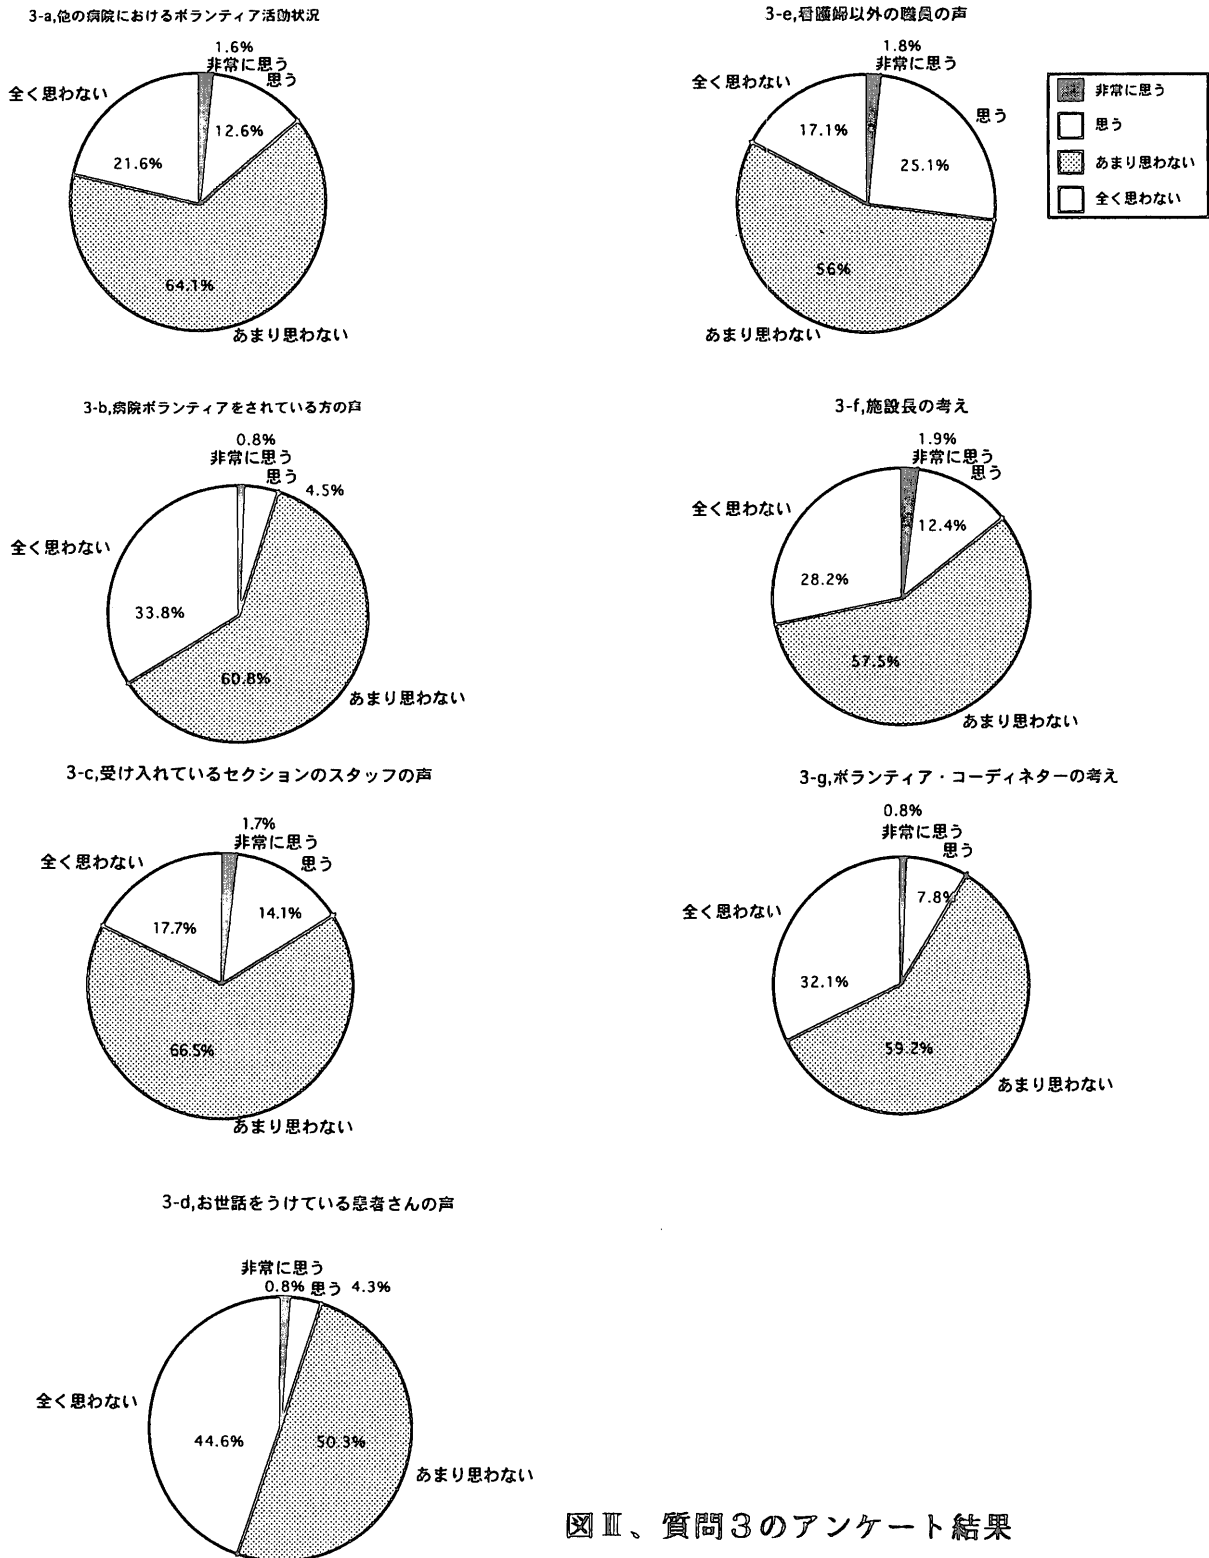 3-a,他の病院におけるボランティア活動状況
1.6%
非常に思う
思う
全く思わない
12.6%
21.6%
64.1%
あまり思わない
3-e,看護婦以外の職員の声
1.8%
非常に思う
全く思わない
思う
17.1%
25.1%
56%
あまり思わない
非常に思う
思う
あまり思わない
全く思わない
3-b,病院ボランティアをされている方の声
0.8%
非常に思う
思う
4.5%
全く思わない
33.8%
60.8%
あまり思わない
3-f,施設長の考え
1.9%
非常に思う
思う
全く思わない
12.4%
28.2%
57.5%
あまり思わない
3-c,受け入れているセクションのスタッフの声
1.7%
非常に思う
思う
全く思わない
14.1%
17.7%
66.5%
あまり思わない
3-g,ボランティア・コーディネターの考え
0.8%
非常に思う
思う
7.8%
全く思わない
32.1%
59.2%
あまり思わない
3-d,お世話をうけている患者さんの声
非常に思う
0.8% 思う 4.3%
全く思わない
44.6%
50.3%
あまり思わない
図Ⅱ、質問3のアンケート結果